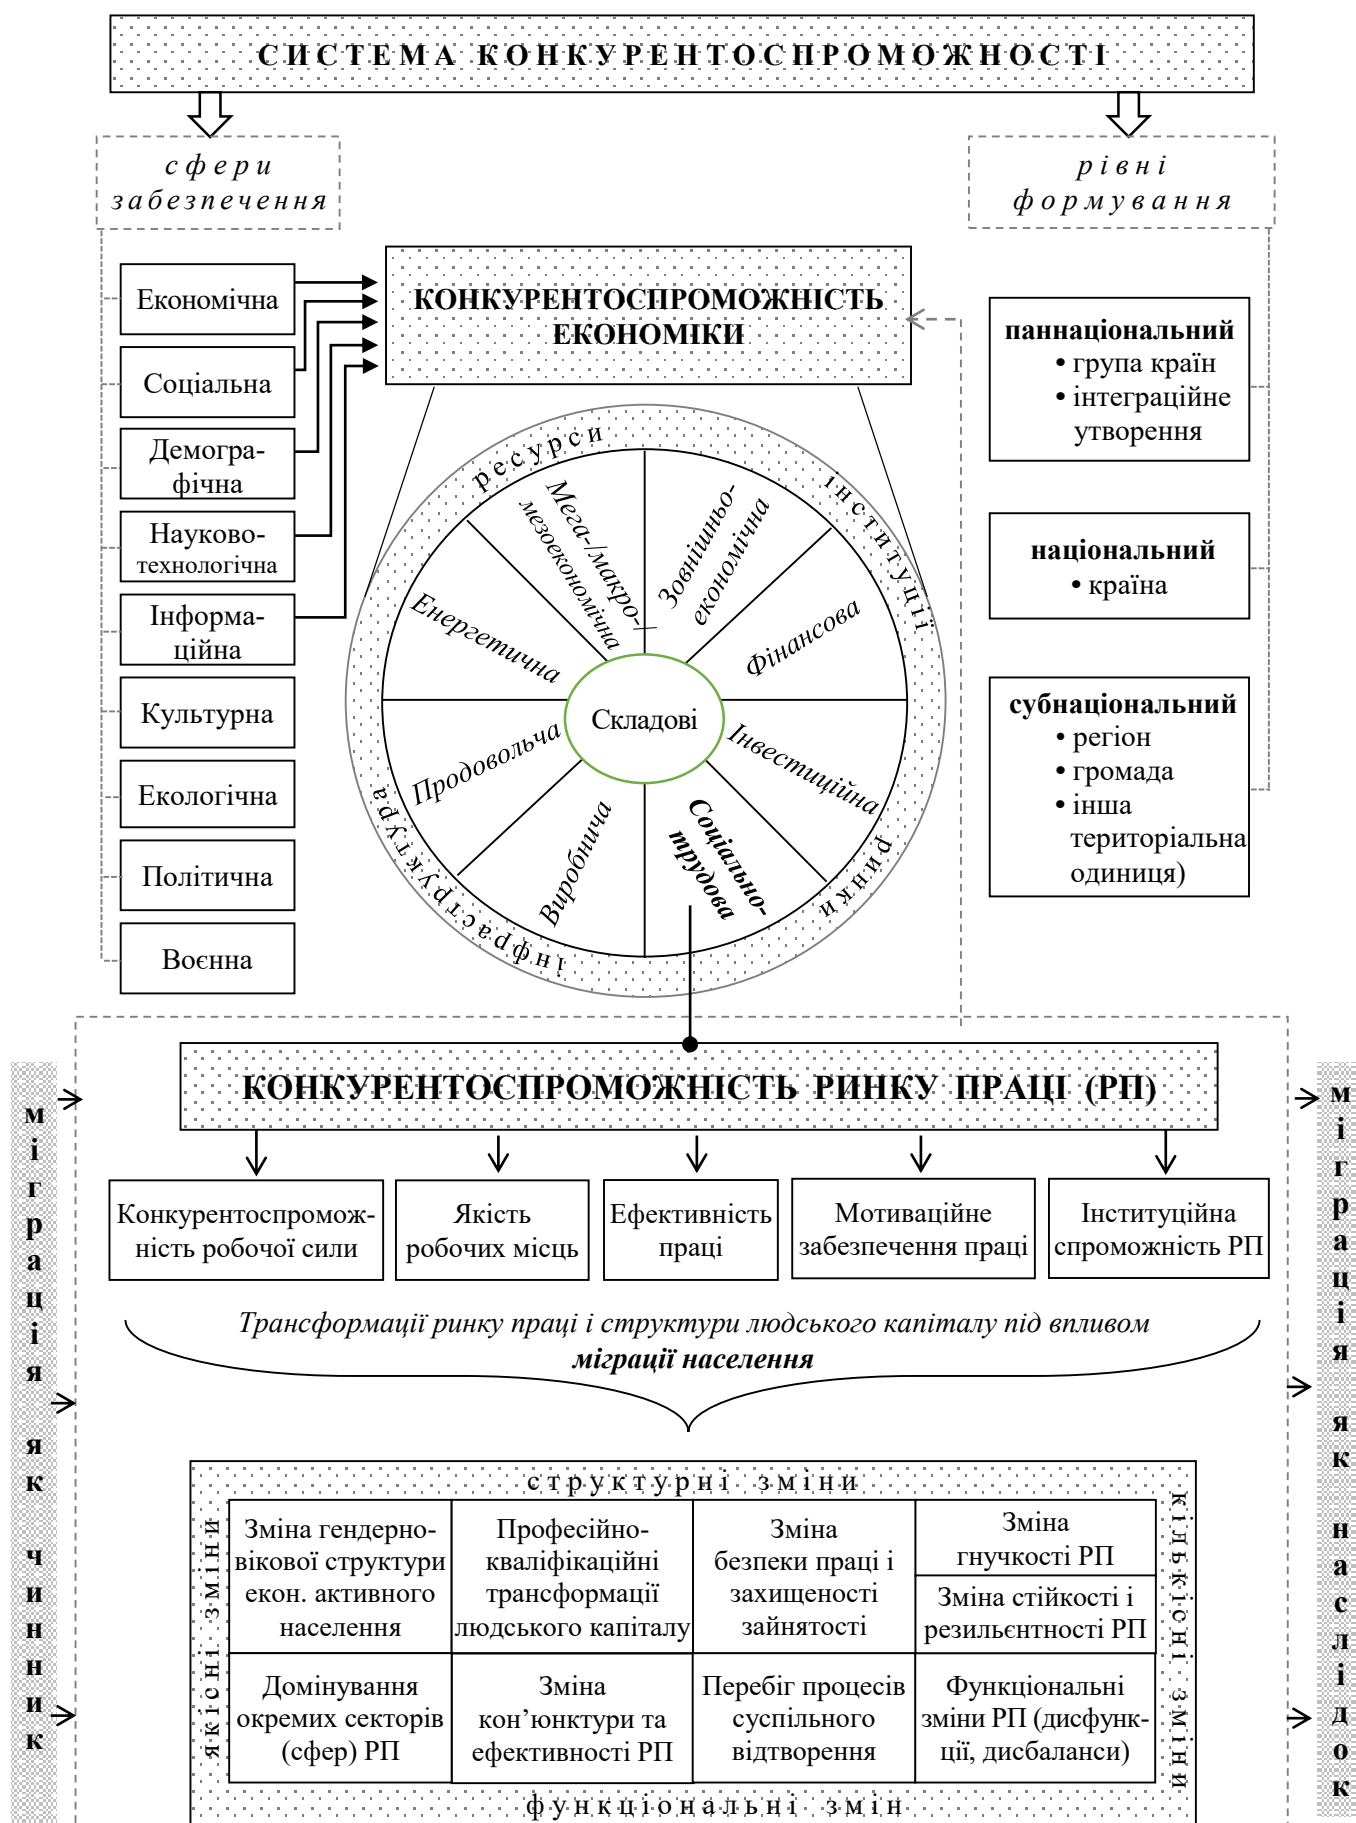 СИСТЕМА КОНКУРЕНТОСПРОМОЖНОСТІ
сфери
забезпечення
рівні
формування
Економічна
Соціальна
Демогра-
фічна
Науково-
технологічна
Інформа-
ційна
Культурна
Екологічна
Політична
Воєнна
КОНКУРЕНТОСПРОМОЖНІСТЬ
ЕКОНОМІКИ
паннаціональний
• група країн
• інтеграційне
утворення
національний
• країна
субнаціональний
• регіон
• громада
• інша
територіальна
одиниця)
ресурси
інституції
ринки
інфраструктура
Мега-/макро-/
мезоекономічна
Зовнішньо-
економічна
Фінансова
Інвестиційна
Соціально-
трудова
Виробнича
Продовольча
Енергетична
Складові
КОНКУРЕНТОСПРОМОЖНІСТЬ РИНКУ ПРАЦІ (РП)
Конкурентоспромож-
ність робочої сили
Якість
робочих місць
Ефективність
праці
Мотиваційне
забезпечення праці
Інституційна
спроможність РП
Трансформації ринку праці і структури людського капіталу під впливом
міграції населення
міграція як чинник
міграція як наслідок
структурні зміни
якісні зміни
кількісні зміни
Зміна гендерно-
вікової структури
екон. активного
населення
Професійно-
кваліфікаційні
трансформації
людського капіталу
Зміна
безпеки праці і
захищеності
зайнятості
Зміна
гнучкості РП
Зміна стійкості і
резильєнтності РП
Домінування
окремих секторів
(сфер) РП
Зміна
кон’юнктури та
ефективності РП
Перебіг процесів
суспільного
відтворення
Функціональні
зміни РП (дисфунк-
ції, дисбаланси)
функціональні змін